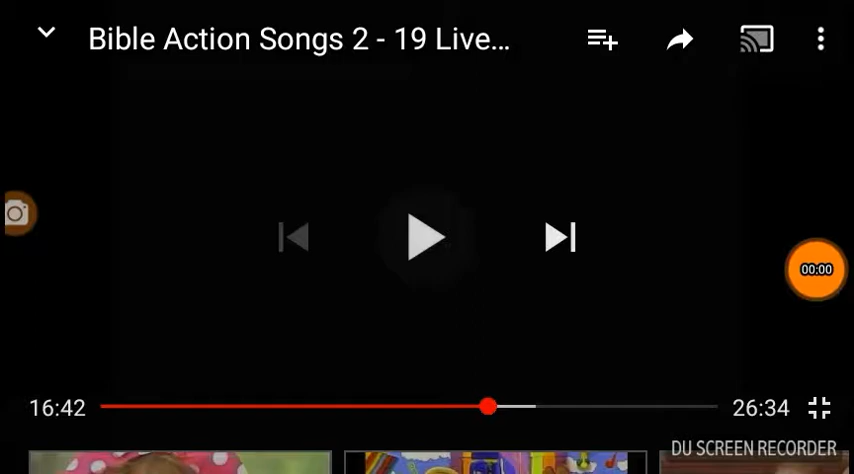 Bible Action Songs 2 - 19 Live...
00:00
16:42
26:34
DU SCREEN RECORDER